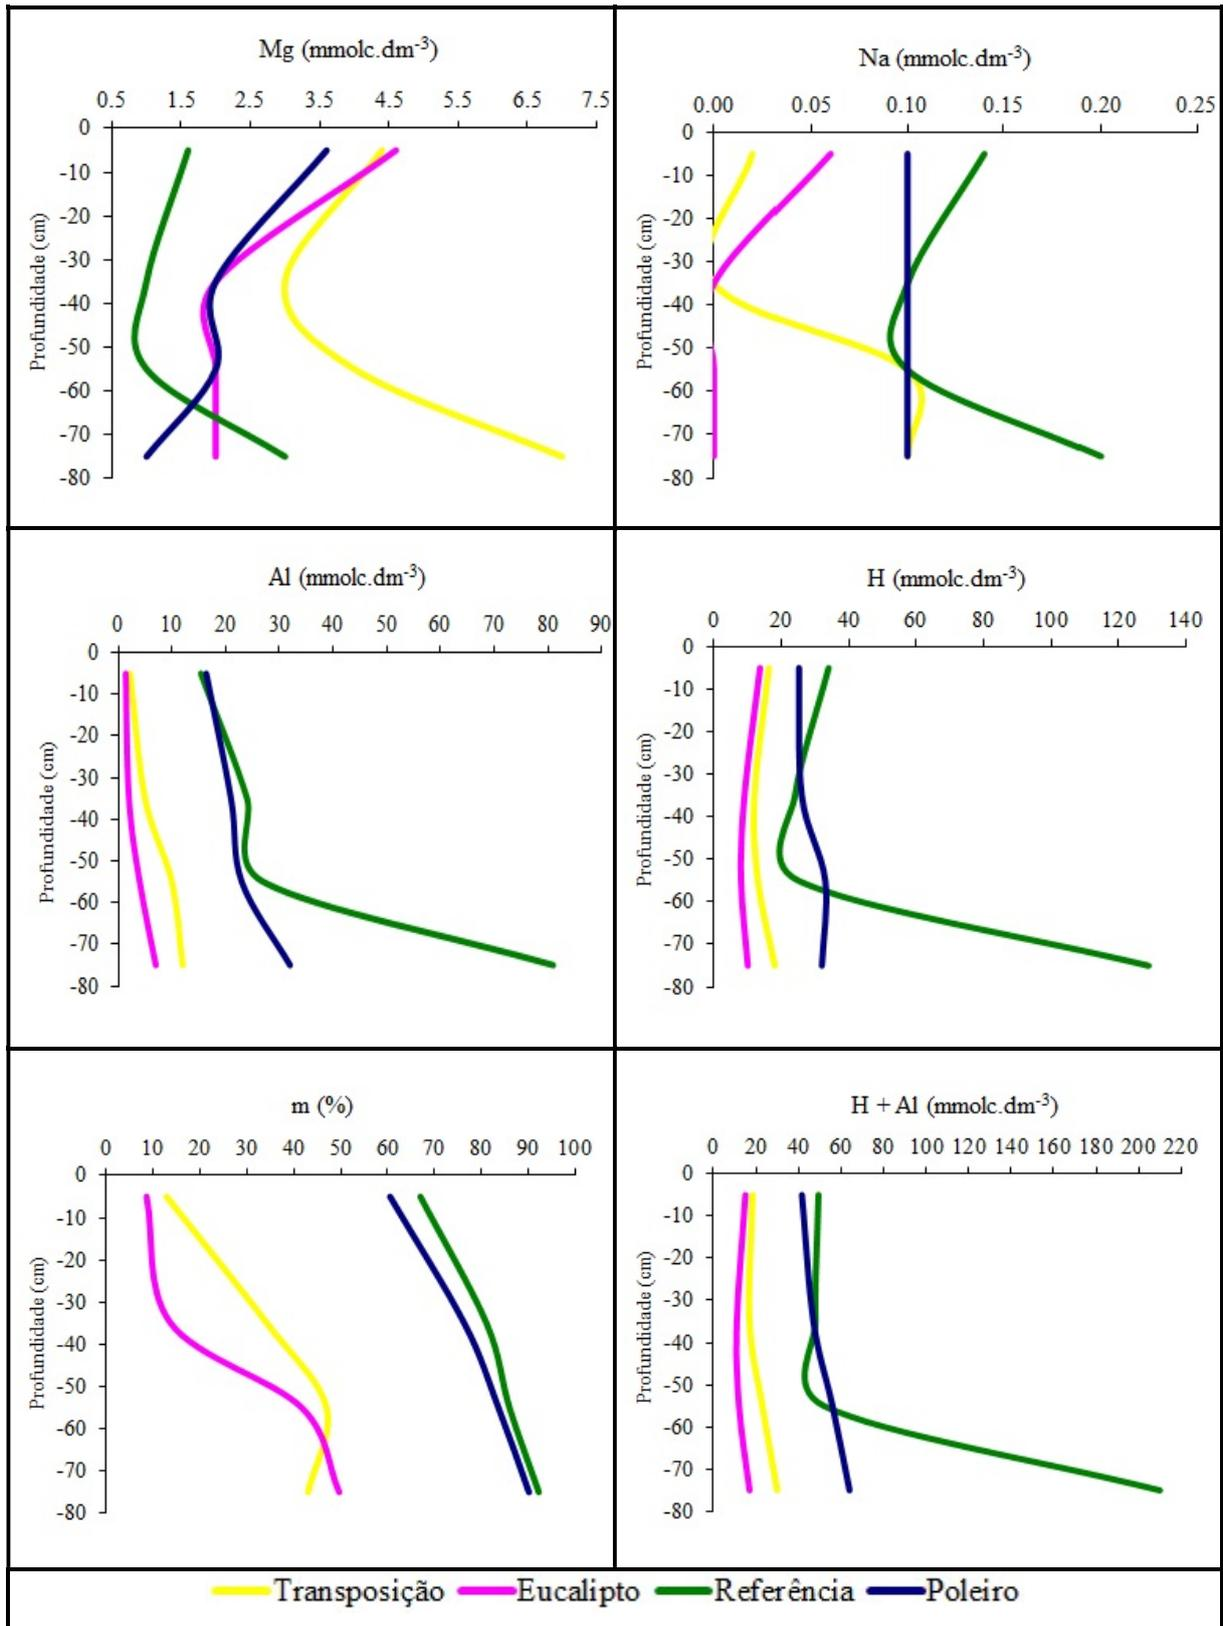 Mg (mmolc.dm-3)
0.5 1.5 2.5 3.5 4.5 5.5 6.5 7.5
0
-10
-20
-30
-40
-50
-60
-70
-80
Profundidade (cm)
Na (mmolc.dm-3)
0.00 0.05 0.10 0.15 0.20 0.25
0
-10
-20
-30
-40
-50
-60
-70
-80
Profundidade (cm)
Al (mmolc.dm-3)
0 10 20 30 40 50 60 70 80 90
0
-10
-20
-30
-40
-50
-60
-70
-80
Profundidade (cm)
H (mmolc.dm-3)
0 20 40 60 80 100 120 140
0
-10
-20
-30
-40
-50
-60
-70
-80
Profundidade (cm)
m (%)
0 10 20 30 40 50 60 70 80 90 100
0
-10
-20
-30
-40
-50
-60
-70
-80
Profundidade (cm)
H + Al (mmolc.dm-3)
0 20 40 60 80 100 120 140 160 180 200 220
0
-10
-20
-30
-40
-50
-60
-70
-80
Profundidade (cm)
Transposição Eucalipto Referência Poleiro